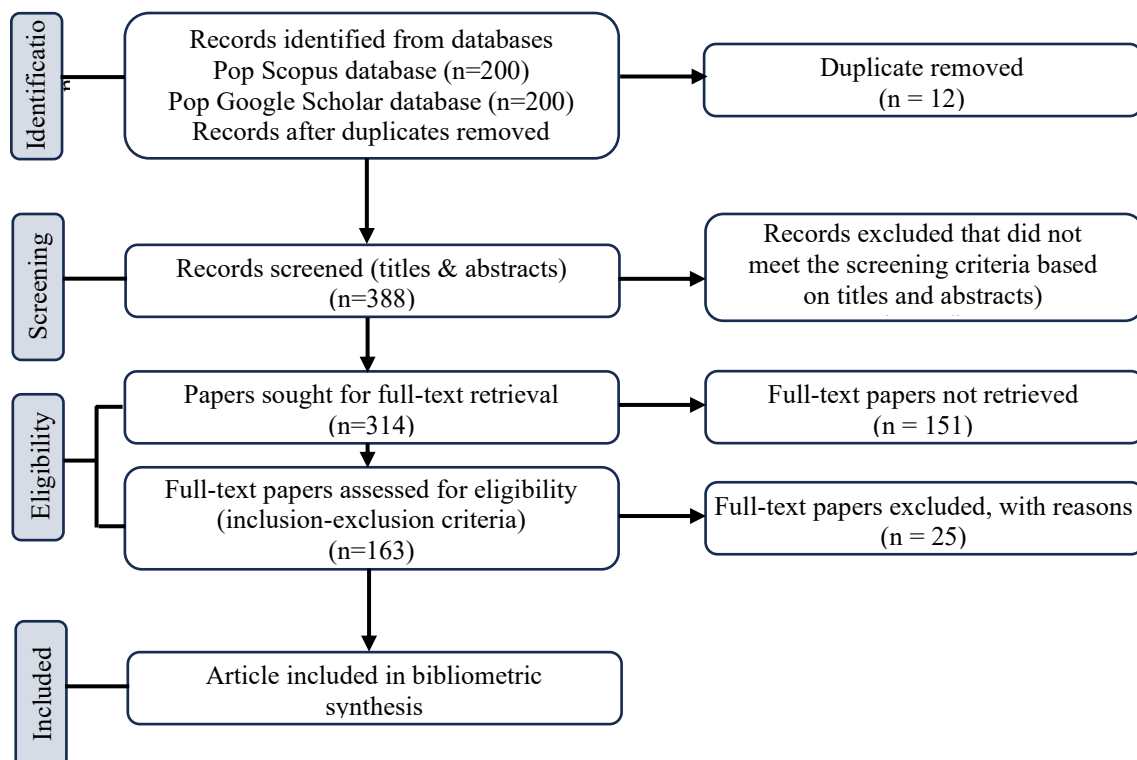 Identificatio
n
Records identified from databases
Pop Scopus database (n=200)
Pop Google Scholar database (n=200)
Records after duplicates removed
Duplicate removed
(n = 12)
Screening
Records screened (titles & abstracts)
(n=388)
Records excluded that did not
meet the screening criteria based
on titles and abstracts)
Eligibility
Papers sought for full-text retrieval
(n=314)
Full-text papers not retrieved
(n = 151)
Full-text papers assessed for eligibility
(inclusion-exclusion criteria)
(n=163)
Full-text papers excluded, with reasons
(n = 25)
Included
Article included in bibliometric
synthesis